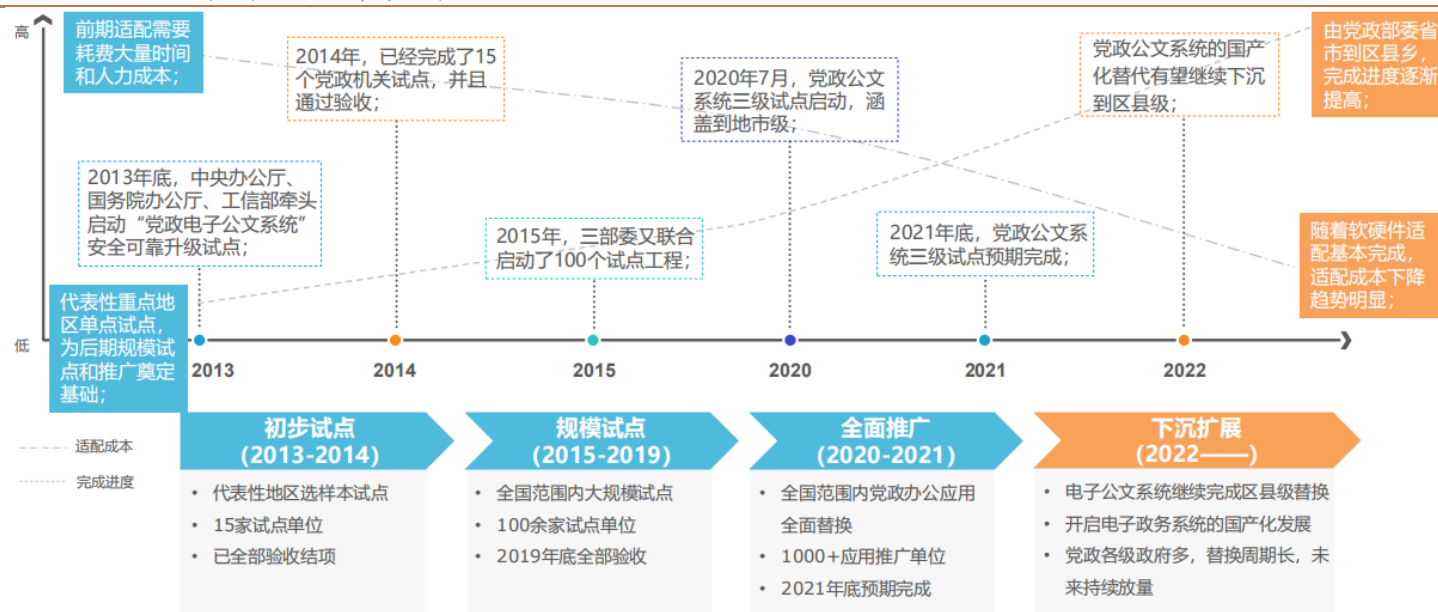 高
前期适配需要
耗费大量时间
和人力成本；
2014年，已经完成了15
个党政机关试点，并且
通过验收；
2020年7月，党政公文
系统三级试点启动，涵
盖到地市级；
党政公文系统的国产
化替代有望继续下沉
到区县级；
由党政部委省
市到区县乡，
完成进度逐渐
提高；
2013年底，中央办公厅、
国务院办公厅、工信部牵头
启动“党政电子公文系统”
安全可靠升级试点；
2015年，三部委又联合
启动了100个试点工程；
2021年底，党政公文系
统三级试点预期完成；
随着软硬件适
配基本完成，
适配成本下降
趋势明显；
代表性重点地
区单点试点，
为后期规模试
点和推广奠定
基础；
低
2013
2014
2015
2020
2021
2022
适配成本
完成进度
初步试点
（2013-2014）
• 代表性地区选样本试点
• 15家试点单位
• 已全部验收结项
规模试点
（2015-2019）
• 全国范围内大规模试点
• 100余家试点单位
• 2019年底全部验收
全面推广
（2020-2021）
• 全国范围内党政办公应用
全面替换
• 1000+应用推广单位
• 2021年底预期完成
下沉扩展
（2022——）
• 电子公文系统继续完成区县级替换
• 开启电子政务系统的国产化发展
• 党政各级政府多，替换周期长，未
来持续放量